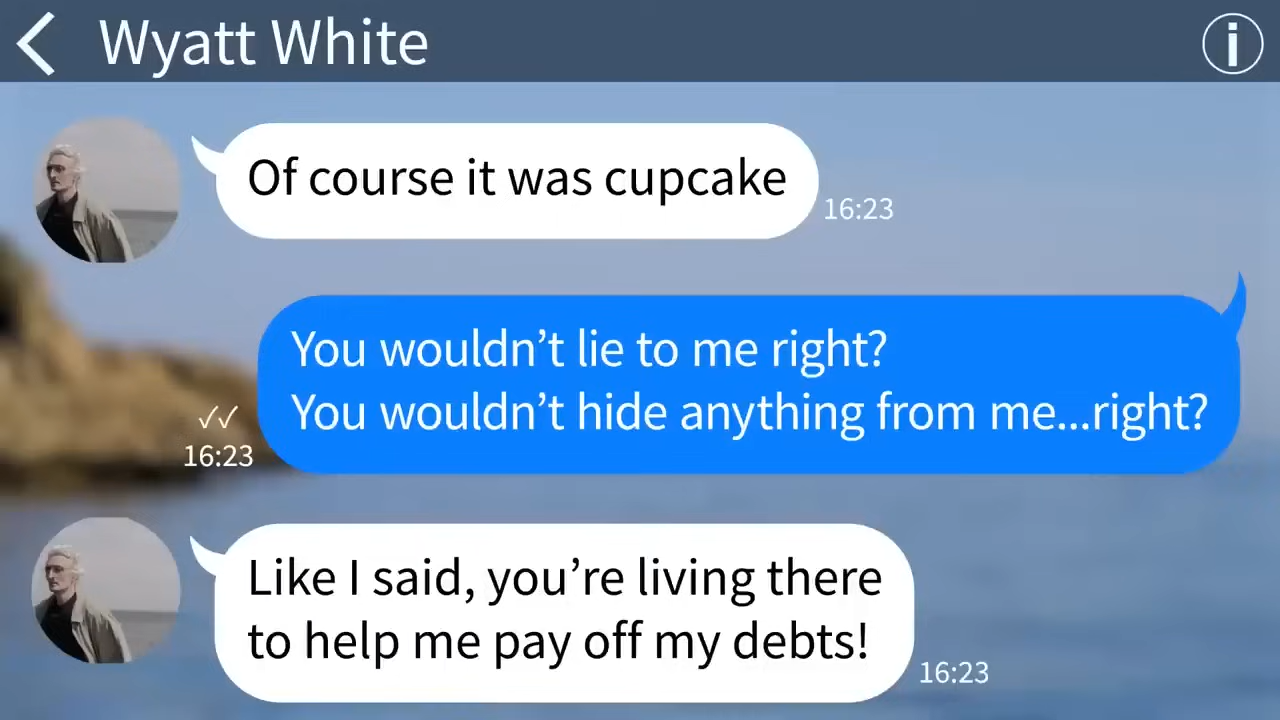 Wyatt White
Of course it was cupcake
16:23
You wouldn’t lie to me right?
You wouldn’t hide anything from me...right?
16:23
Like I said, you’re living there
to help me pay off my debts!
16:23